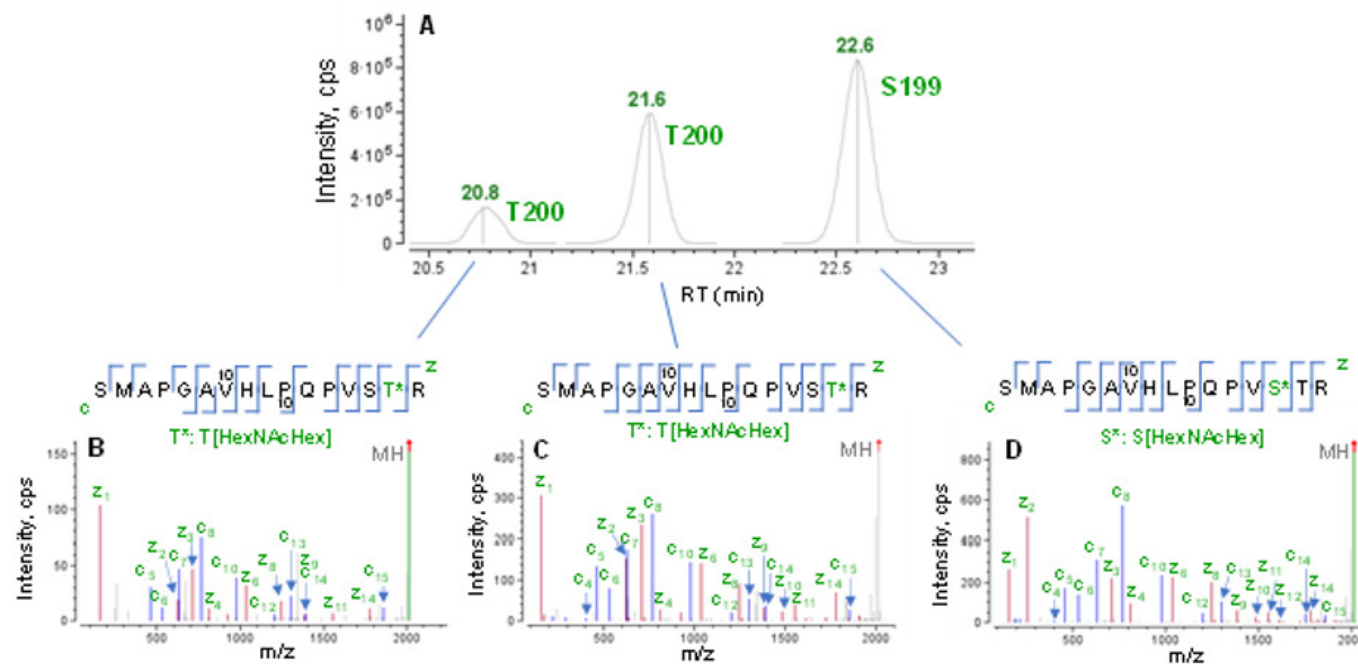 A
Intensity, cps
10⁶
8·10⁵
6·10⁵
4·10⁵
2·10⁵
0
20.8
T200
21.6
T200
22.6
S199
20.5 21 21.5 22 22.5 23
RT (min)
z
S M A P G A V H L P Q P V S T* R
10
10
c
T*: T[HexNAcHex]
z
S M A P G A V H L P Q P V S T* R
10
10
c
T*: T[HexNAcHex]
z
S M A P G A V H L P Q P V S* T R
10
10
c
S*: S[HexNAcHex]
B
MH
Intensity, cps
150
100
50
0
z₁ c₅ c₆ z₂ c₇ z₃ c₈ z₄ c₁₀ z₆ c₁₂ z₈ c₁₃ z₉ c₁₄ z₁₁ z₁₄ c₁₅
500 1000 1500 2000
m/z
C
MH
Intensity, cps
400
300
200
100
0
z₁ c₄ c₅ c₆ z₂ c₇ z₃ c₈ z₄ c₁₀ z₆ c₁₂ z₈ c₁₃ z₉ c₁₄ z₁₀ z₁₁ z₁₄ c₁₅
500 1000 1500 2000
m/z
D
MH
Intensity, cps
800
600
400
200
0
z₁ z₂ c₄ c₅ c₆ c₇ z₃ c₈ z₄ c₁₀ z₆ c₁₂ z₈ c₁₃ z₉ z₁₀ z₁₁ z₁₂ c₁₄ z₁₄ c₁₅
500 1000 1500 200
m/z